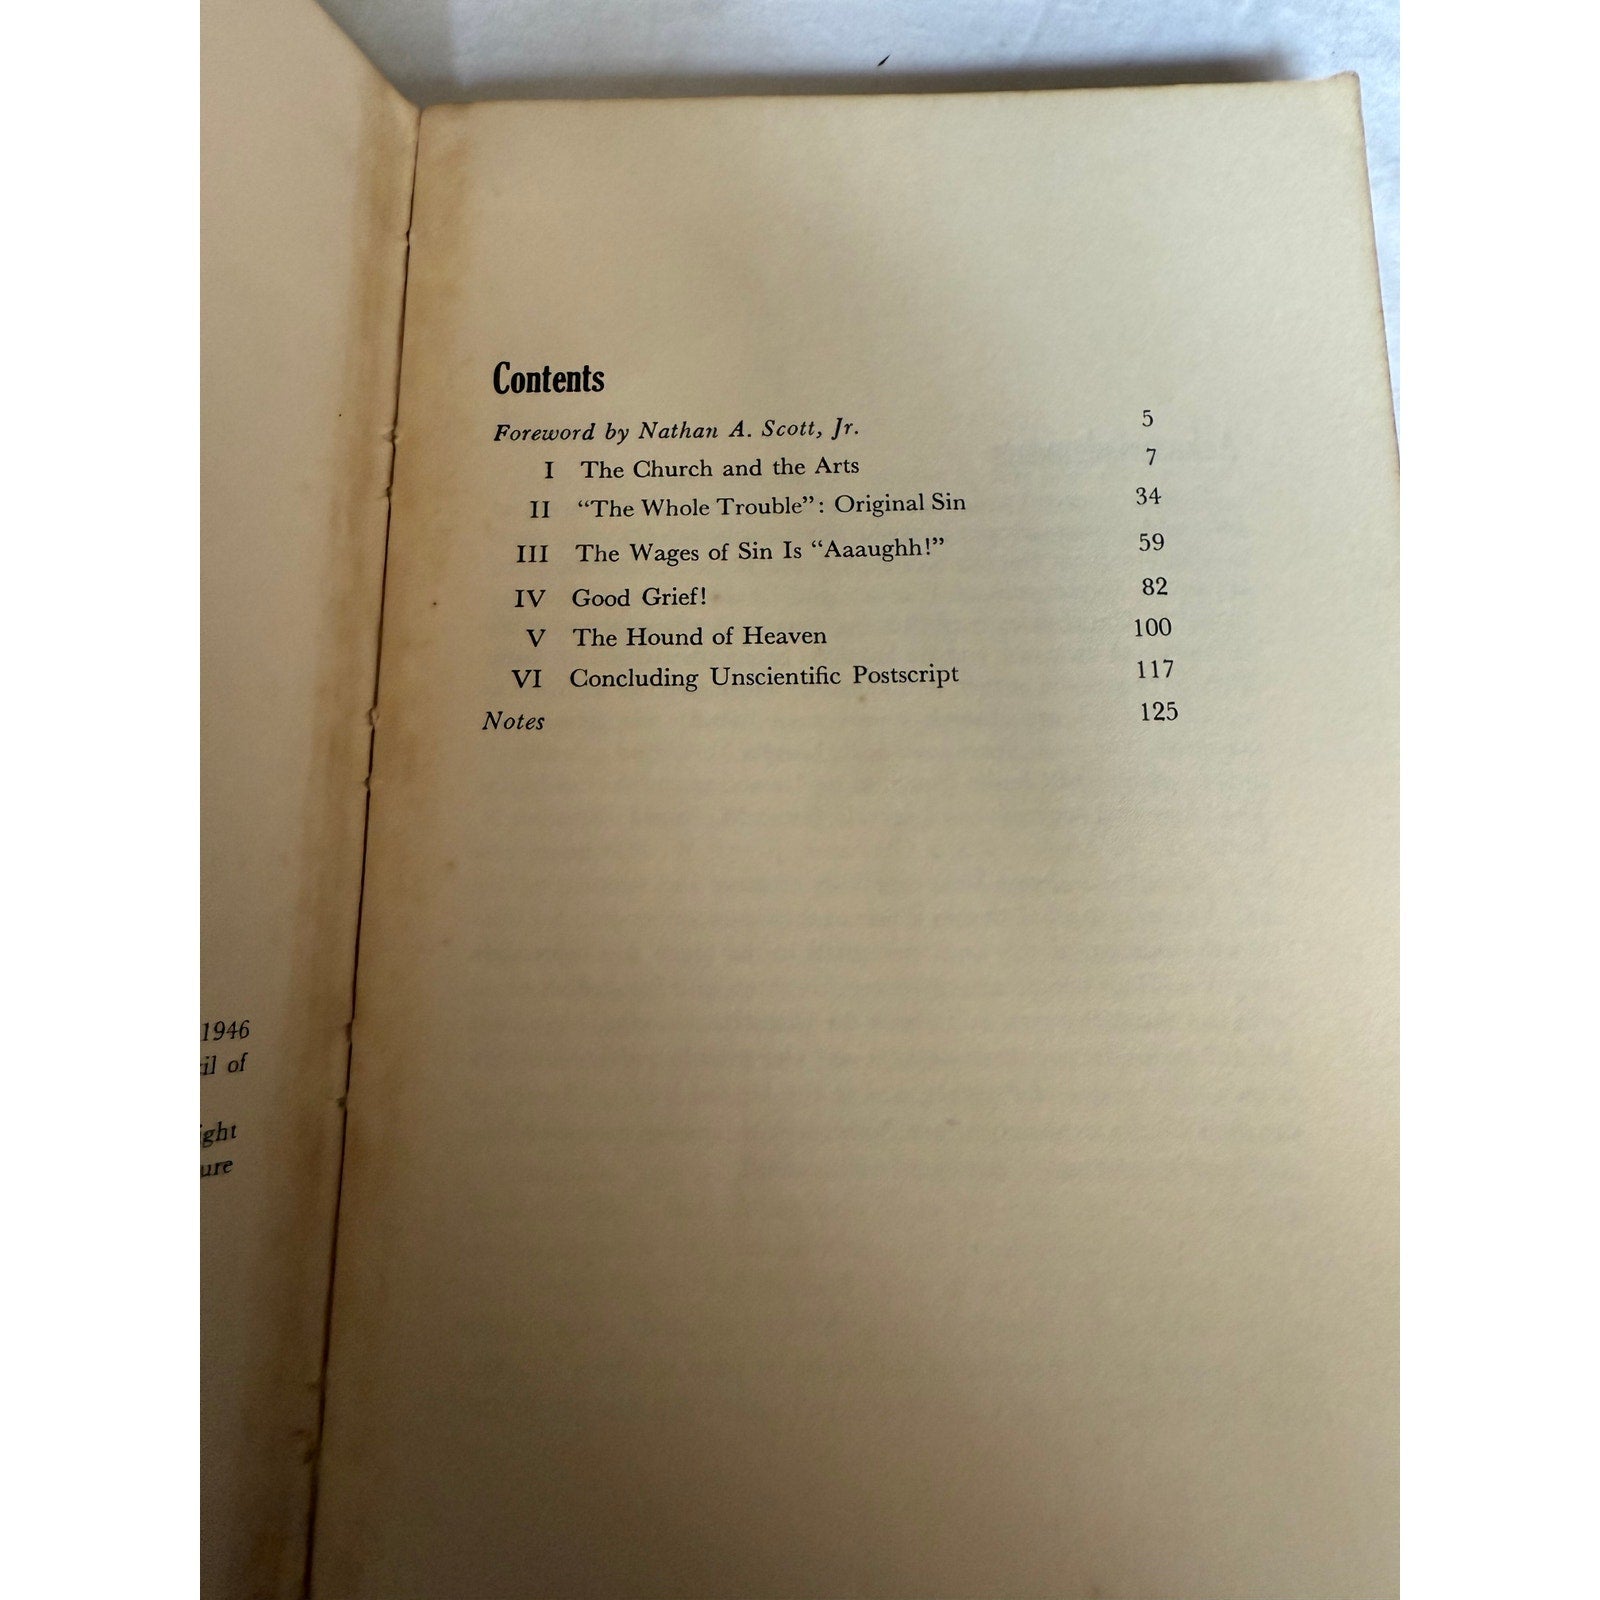 1946
of
Contents
Foreword by Nathan A. Scott, Jr. 5
I The Church and the Arts 7
II “The Whole Trouble”: Original Sin 34
III The Wages of Sin Is “Aaaughh!” 59
IV Good Grief! 82
V The Hound of Heaven 100
VI Concluding Unscientific Postscript 117
Notes 125